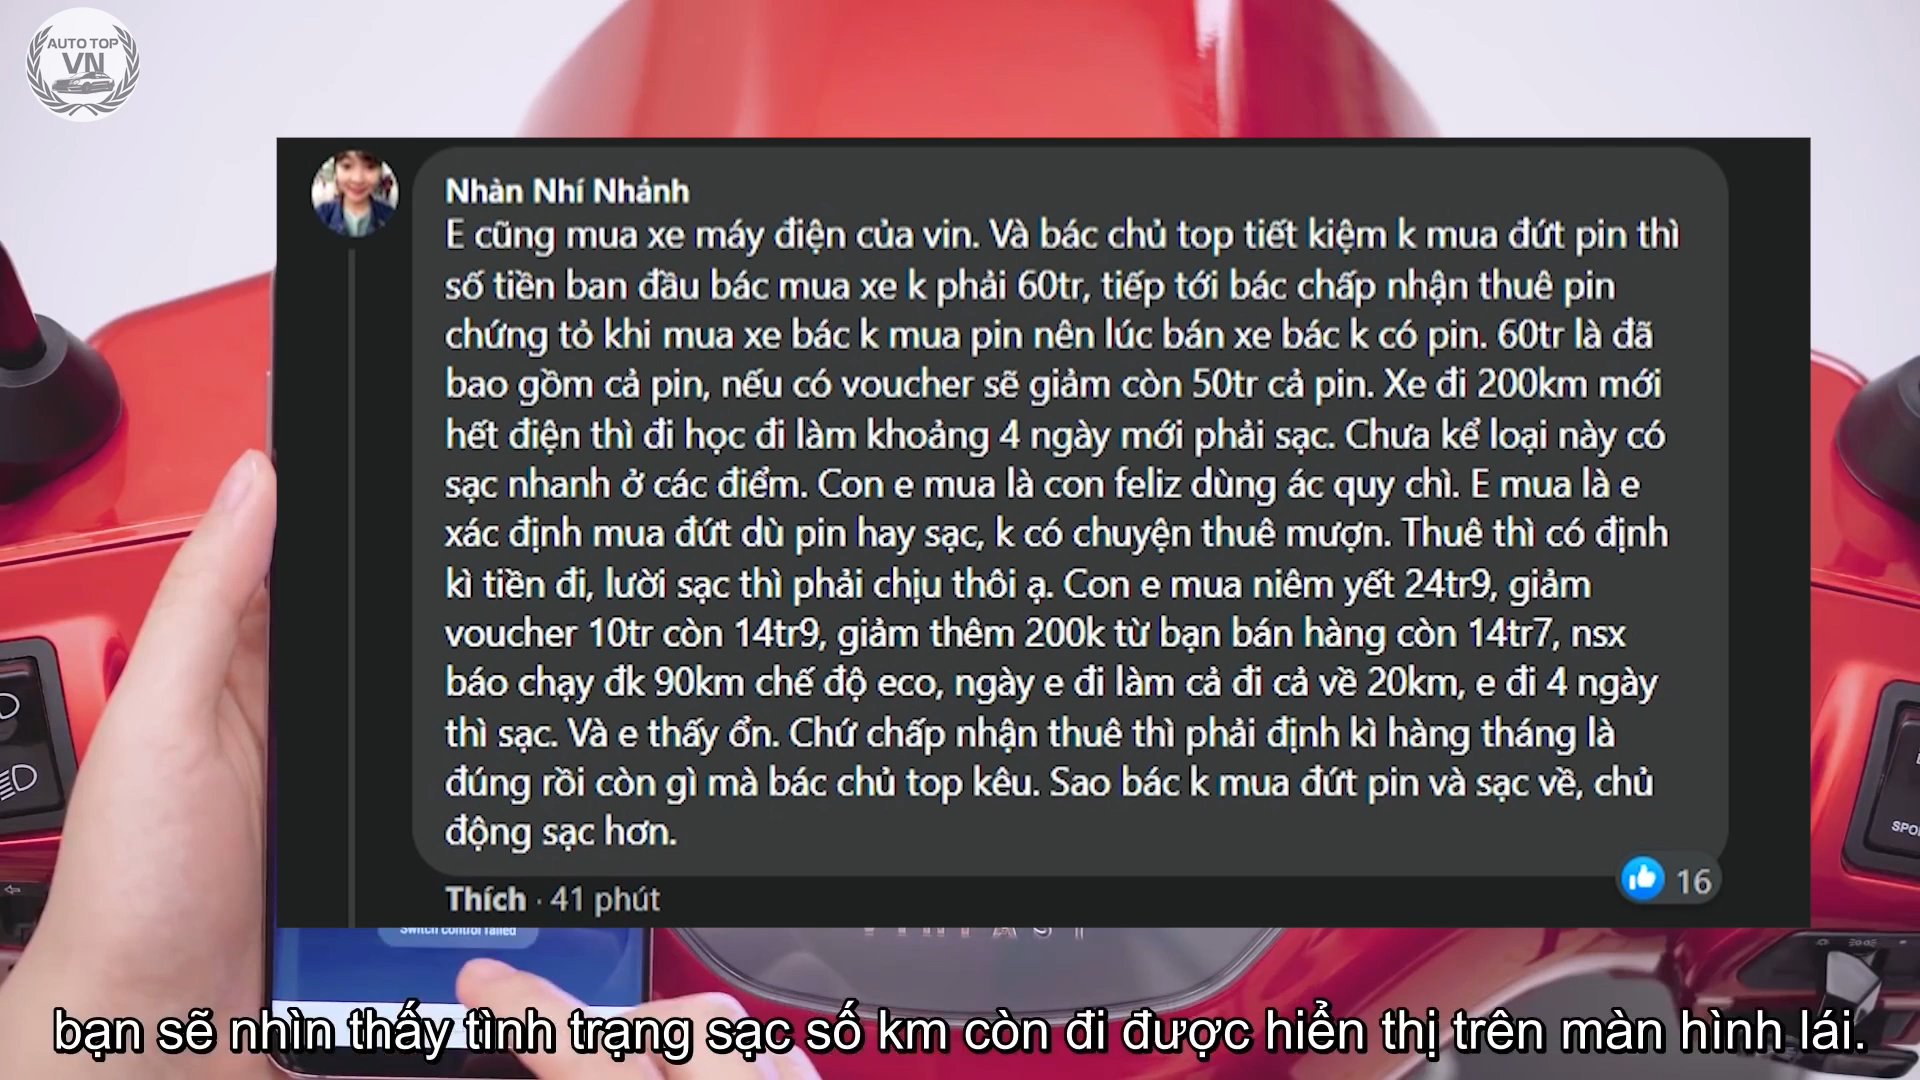 AUTO TOP
VN
Nhàn Nhí Nhảnh
E cũng mua xe máy điện của vin. Và bác chủ top tiết kiệm k mua đứt pin thì
số tiền ban đầu bác mua xe k phải 60tr, tiếp tới bác chấp nhận thuê pin
chứng tỏ khi mua xe bác k mua pin nên lúc bán xe bác k có pin. 60tr là đã
bao gồm cả pin, nếu có voucher sẽ giảm còn 50tr cả pin. Xe đi 200km mới
hết điện thì đi học đi làm khoảng 4 ngày mới phải sạc. Chưa kể loại này có
sạc nhanh ở các điểm. Con e mua là con feliz dùng ác quy chì. E mua là e
xác định mua đứt dù pin hay sạc, k có chuyện thuê mượn. Thuê thì có định
kì tiền đi, lười sạc thì phải chịu thôi ạ. Con e mua niêm yết 24tr9, giảm
voucher 10tr còn 14tr9, giảm thêm 200k từ bạn bán hàng còn 14tr7, nsx
báo chạy đk 90km chế độ eco, ngày e đi làm cả đi cả về 20km, e đi 4 ngày
thì sạc. Và e thấy ổn. Chứ chấp nhận thuê thì phải định kì hàng tháng là
đúng rồi còn gì mà bác chủ top kêu. Sao bác k mua đứt pin và sạc về, chủ
động sạc hơn.
16
Thích · 41 phút
Switch control failed
bạn sẽ nhìn thấy tình trạng sạc số km còn đi được hiển thị trên màn hình lái.